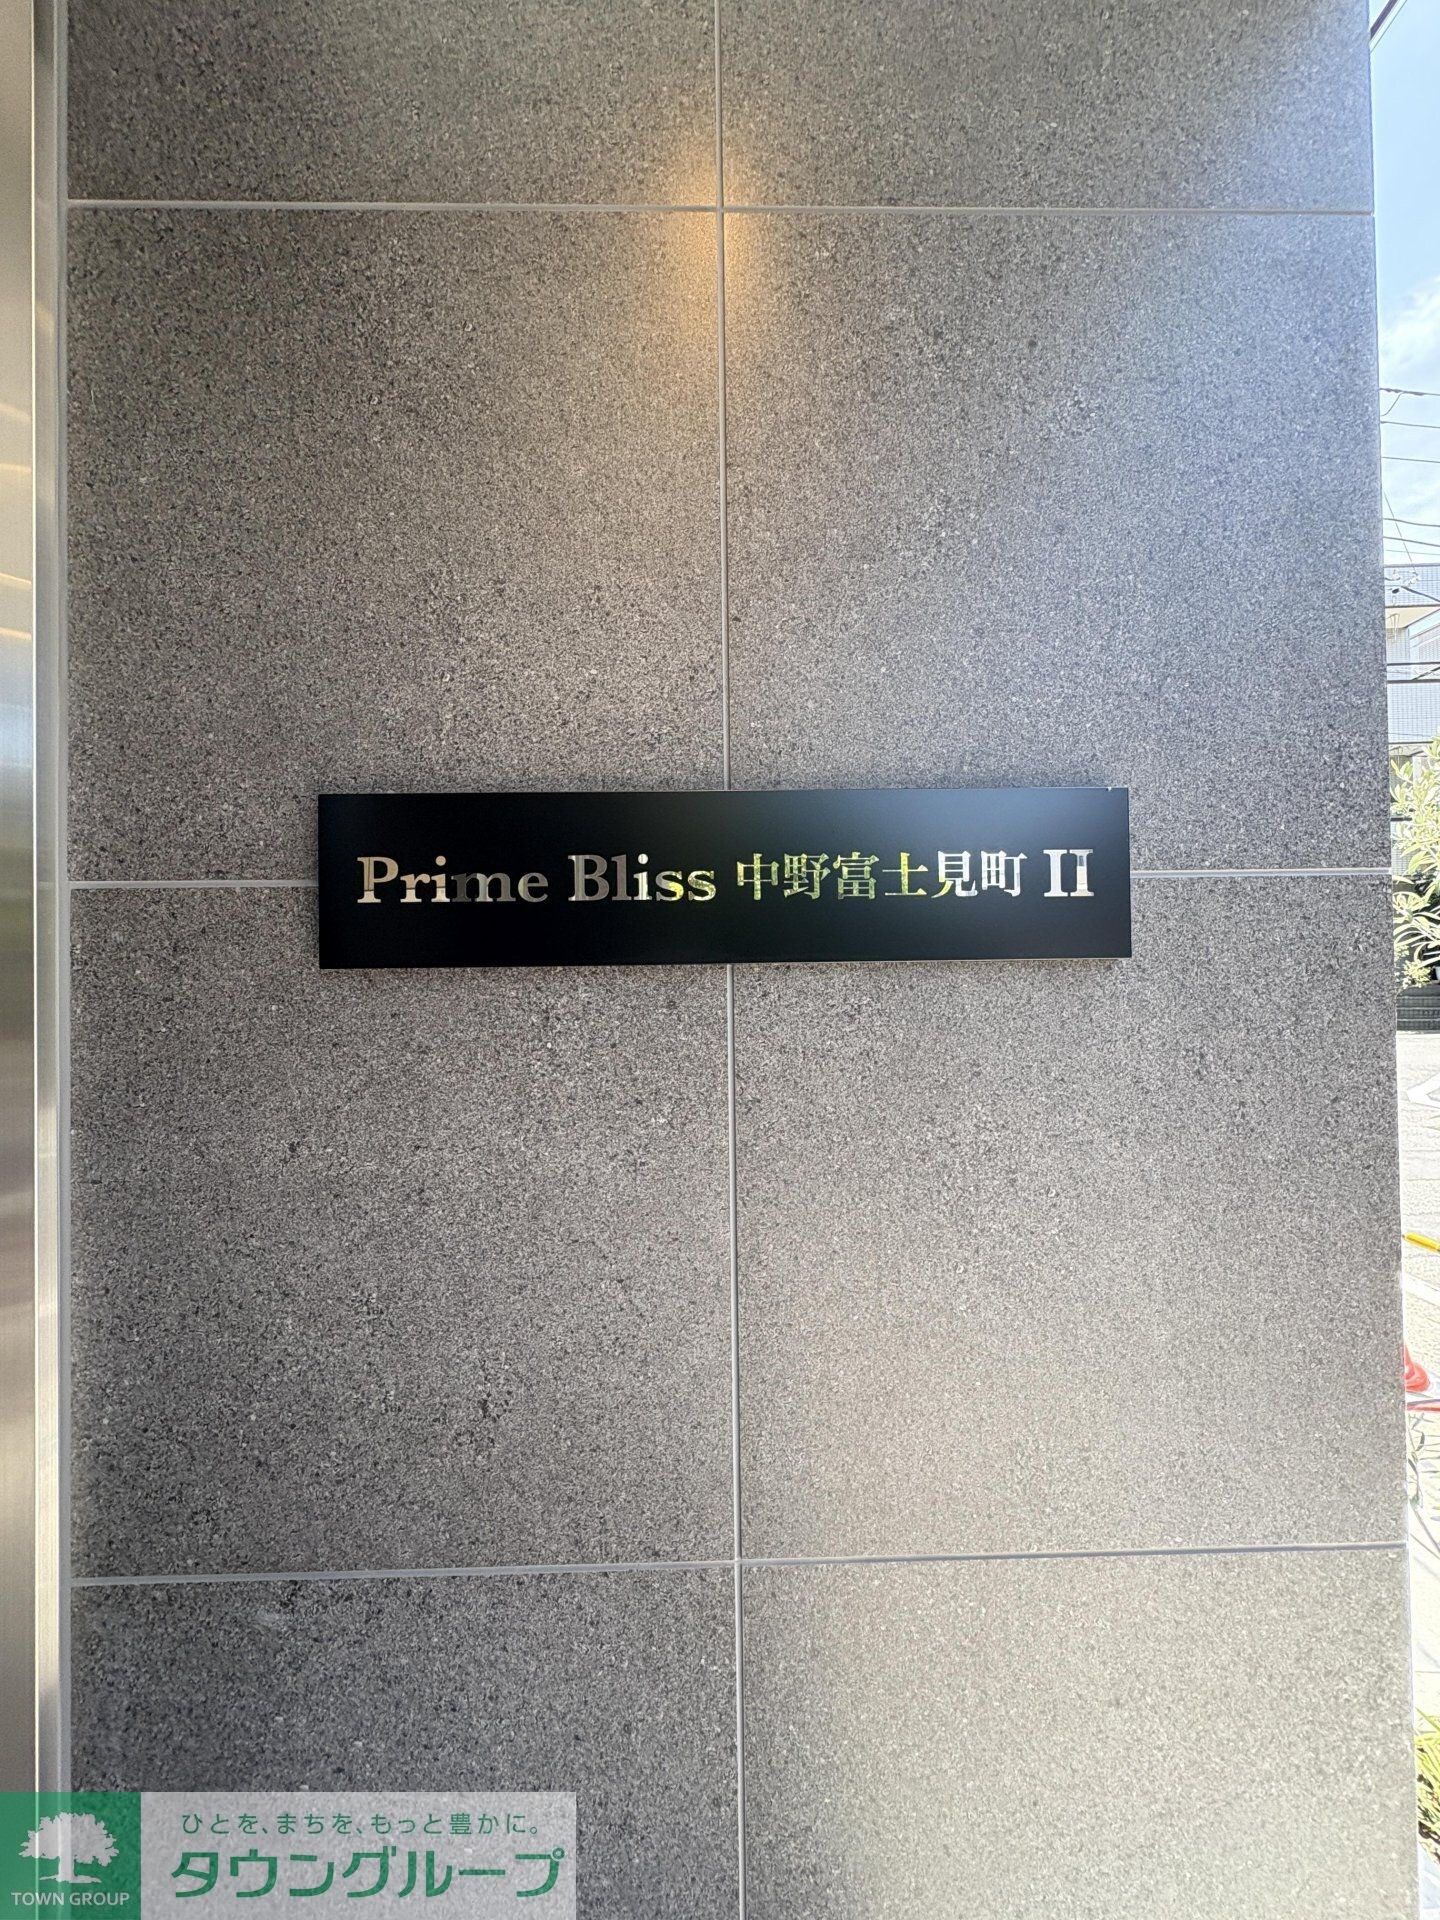 Prime Bliss 中野富士見町 II
ひとを、まちを、もっと豊かに。
タウングループ
TOWN GROUP